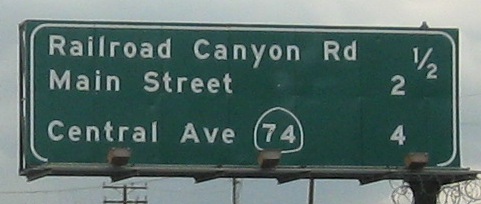 Railroad Canyon Rd 1/2
Main Street 2
Central Ave 74 4